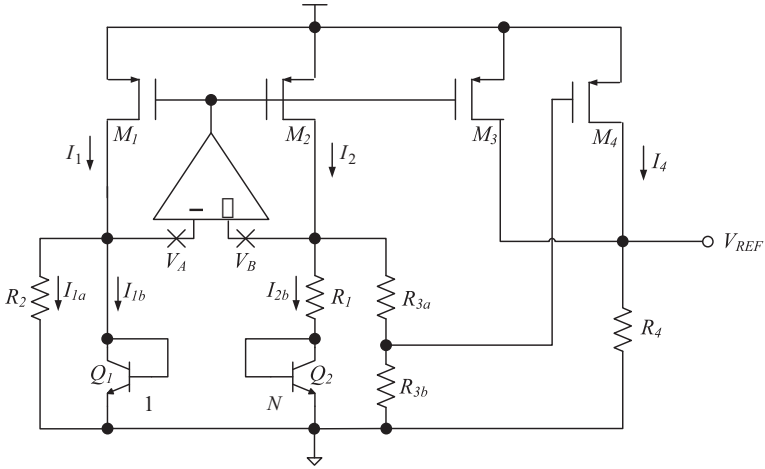 M1
M2
M3
M4
I1
I2
I4
−
VREF
VA
VB
R2
I1a
I1b
I2b
R1
R3a
R4
Q1
1
N
Q2
R3b